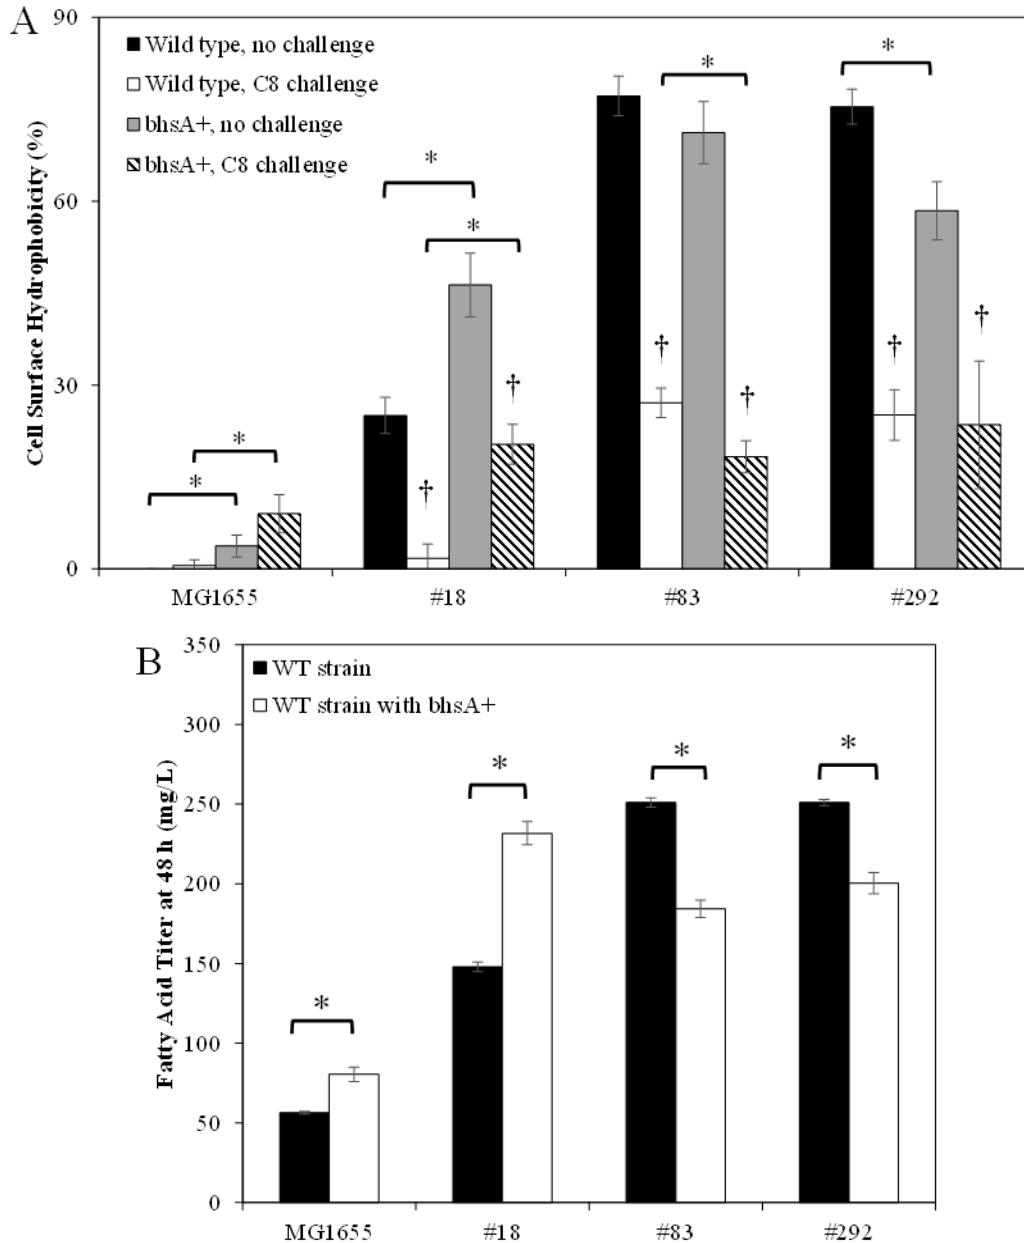 A
90
Wild type, no challenge
Wild type, C8 challenge
bhsA+, no challenge
bhsA+, C8 challenge
60
30
0
Cell Surface Hydrophobicity (%)
* * * * * *
† † † † † †
MG1655 #18 #83 #292
B
350
WT strain
WT strain with bhsA+
300
250
200
150
100
50
0
Fatty Acid Titer at 48 h (mg/L)
* * * *
MG1655 #18 #83 #292